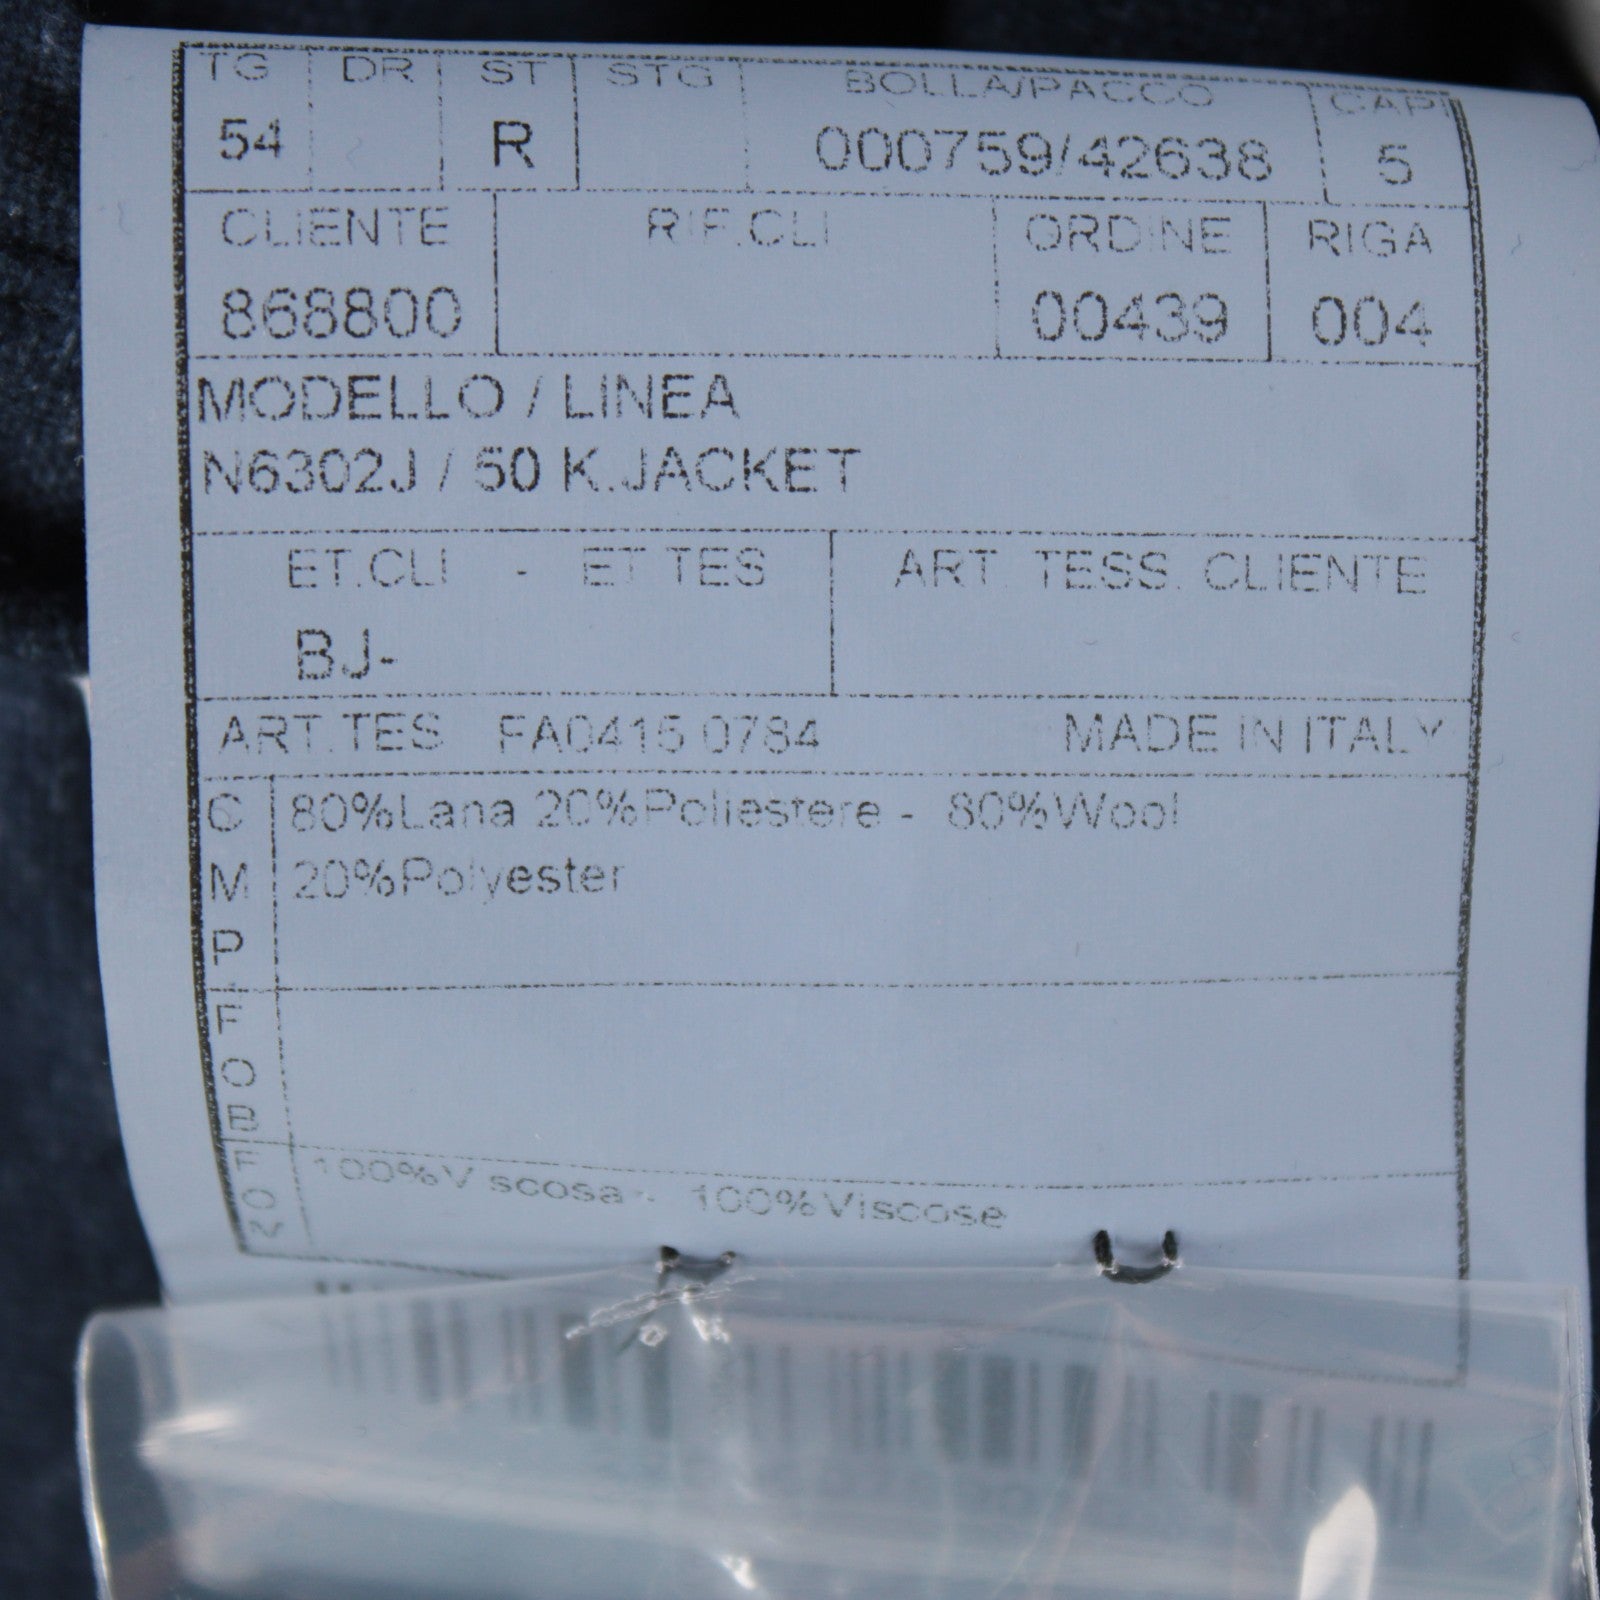 TG DR ST STG BOLLA/PACCO CAPI
54 R 000759/42638 5
CLIENTE RIF.CLI ORDINE RIGA
868800 00439 004
MODELLO / LINEA
N6302J / 50 K.JACKET
ET.CLI - ET TES ART. TESS. CLIENTE
BJ-
ART.TES FA0415 0784 MADE IN ITALY
C 80%Lana 20%Poliestere - 80%Wool
M 20%Polyester
P.
F
O
B
F 100%Viscosa - 100%Viscose
O
N